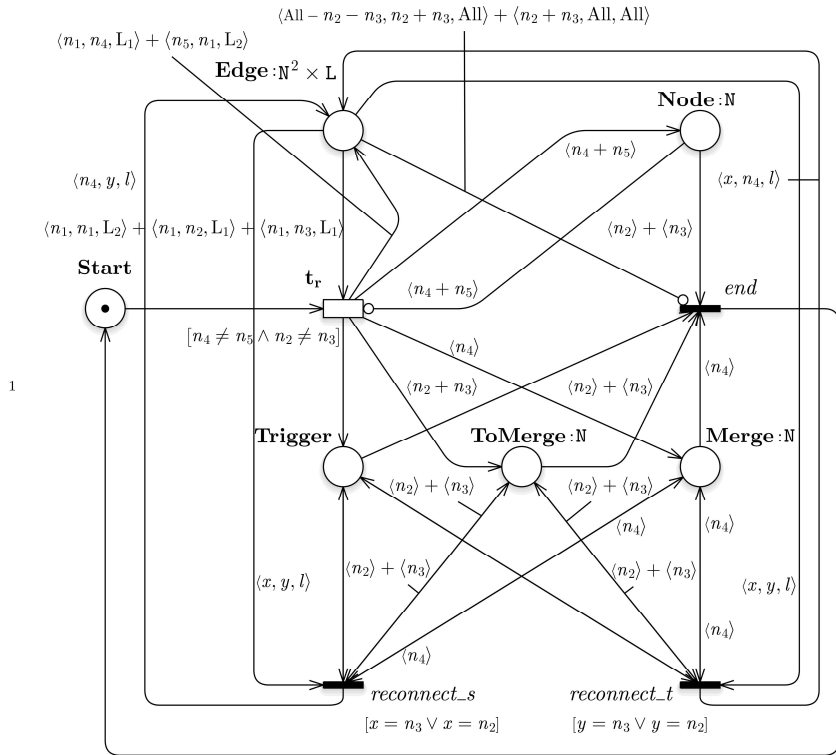 ⟨All − n₂ − n₃, n₂ + n₃, All⟩ + ⟨n₂ + n₃, All, All⟩
⟨n₁, n₄, L₁⟩ + ⟨n₅, n₁, L₂⟩
Edge:N² × L
Node:N
⟨n₄ + n₅⟩
⟨n₄, y, l⟩
⟨x, n₄, l⟩
⟨n₁, n₁, L₂⟩ + ⟨n₁, n₂, L₁⟩ + ⟨n₁, n₃, L₁⟩
⟨n₂⟩ + ⟨n₃⟩
Start
tᵣ
⟨n₄ + n₅⟩
end
[n₄ ≠ n₅ ∧ n₂ ≠ n₃]
⟨n₄⟩
⟨n₂ + n₃⟩
⟨n₂⟩ + ⟨n₃⟩
⟨n₄⟩
1
Trigger
ToMerge:N
Merge:N
⟨n₂⟩ + ⟨n₃⟩
⟨n₂⟩ + ⟨n₃⟩
⟨n₄⟩
⟨n₄⟩
⟨x, y, l⟩
⟨n₂⟩ + ⟨n₃⟩
⟨n₂⟩ + ⟨n₃⟩
⟨x, y, l⟩
⟨n₄⟩
⟨n₄⟩
reconnect_s
reconnect_t
[x = n₃ ∨ x = n₂]
[y = n₃ ∨ y = n₂]